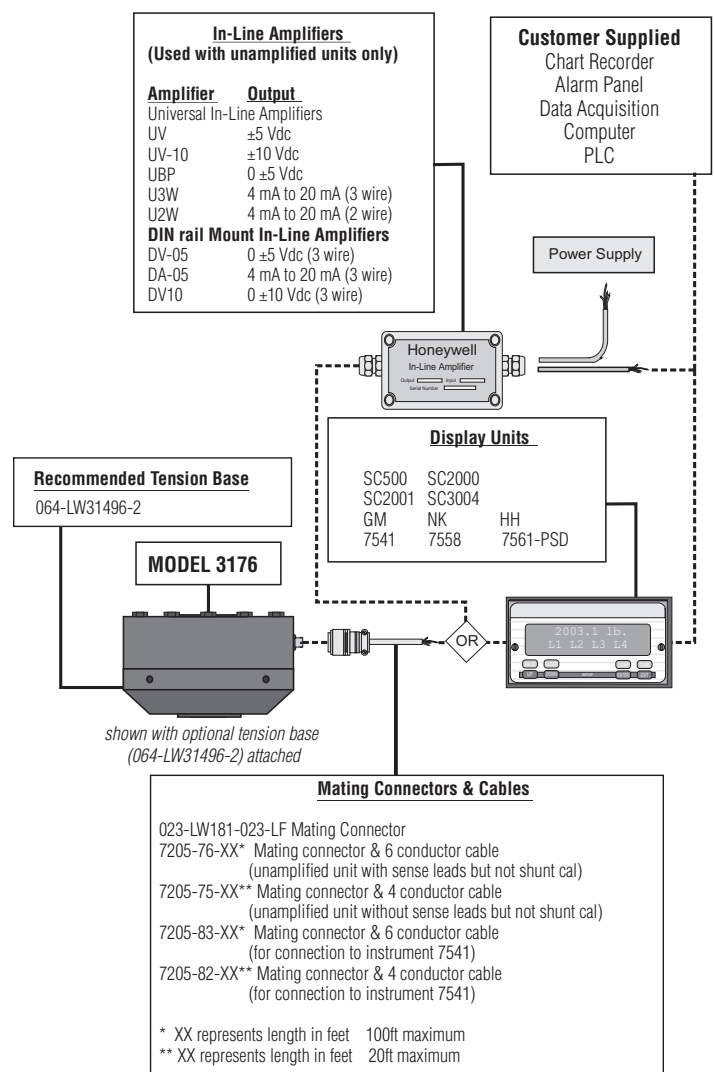 In-Line Amplifiers
(Used with unamplified units only)
Amplifier Output
Universal In-Line Amplifiers
UV ±5 Vdc
UV-10 ±10 Vdc
UBP 0 ±5 Vdc
U3W 4 mA to 20 mA (3 wire)
U2W 4 mA to 20 mA (2 wire)
DIN rail Mount In-Line Amplifiers
DV-05 0 ±5 Vdc (3 wire)
DA-05 4 mA to 20 mA (3 wire)
DV10 0 ±10 Vdc (3 wire)
Customer Supplied
Chart Recorder
Alarm Panel
Data Acquisition
Computer
PLC
Power Supply
Honeywell
In-Line Amplifier
Output Input
Serial Number
Display Units
SC500 SC2000
SC2001 SC3004
GM NK HH
7541 7558 7561-PSD
Recommended Tension Base
064-LW31496-2
MODEL 3176
OR
2003.1 lb.
L1 L2 L3 L4
SETUP
shown with optional tension base
(064-LW31496-2) attached
Mating Connectors & Cables
023-LW181-023-LF Mating Connector
7205-76-XX* Mating connector & 6 conductor cable
(unamplified unit with sense leads but not shunt cal)
7205-75-XX** Mating connector & 4 conductor cable
(unamplified unit without sense leads but not shunt cal)
7205-83-XX* Mating connector & 6 conductor cable
(for connection to instrument 7541)
7205-82-XX** Mating connector & 4 conductor cable
(for connection to instrument 7541)
* XX represents length in feet 100ft maximum
** XX represents length in feet 20ft maximum